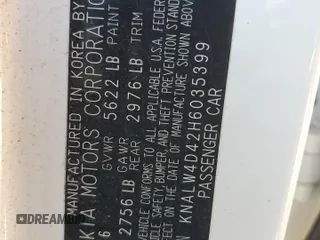 MANUFACTURED IN KOREA BY
KIA MOTORS CORPORATION
6 GVWR 5622 LB PAINT
2756 LB GAWR REAR 2976 LB TRIM
VEHICLE CONFORMS TO ALL APPLICABLE U.S.A. FEDER
SAFETY, BUMPER, AND THEFT PREVENTION STAND
ON THE DATE OF MANUFACTURE SHOWN ABOV
KNALW4D42H6035399
PASSENGER CAR
DREAM